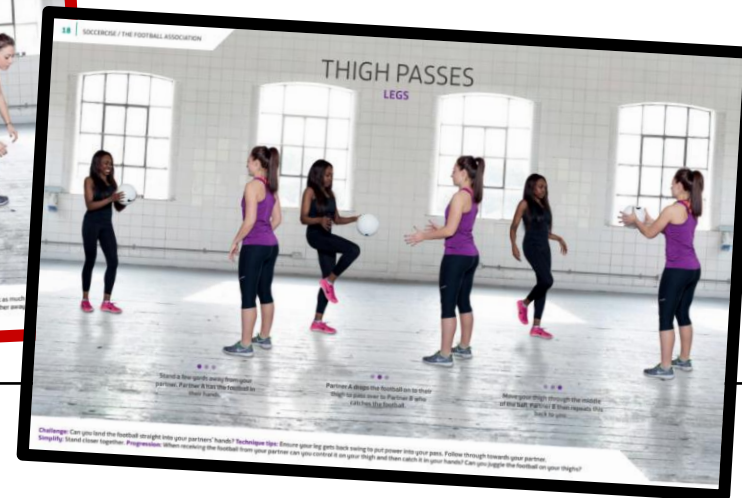 18 SOCCERCISE / THE FOOTBALL ASSOCIATION
THIGH PASSES
LEGS
as much
ther away
Stand a few yards away from your
partner. Partner A has the football in
their hands.
Partner A drops the football on to their
thigh to pass over to Partner B who
catches the football.
Move your thigh through the middle
of the ball. Partner B then repeats this
back to you.
Challenge: Can you land the football straight into your partners' hands? Technique tips: Ensure your leg gets back swing to put power into your pass. Follow through towards your partner.
Simplify: Stand closer together. Progression: When receiving the football from your partner can you control it on your thigh and then catch it in your hands? Can you juggle the football on your thighs?